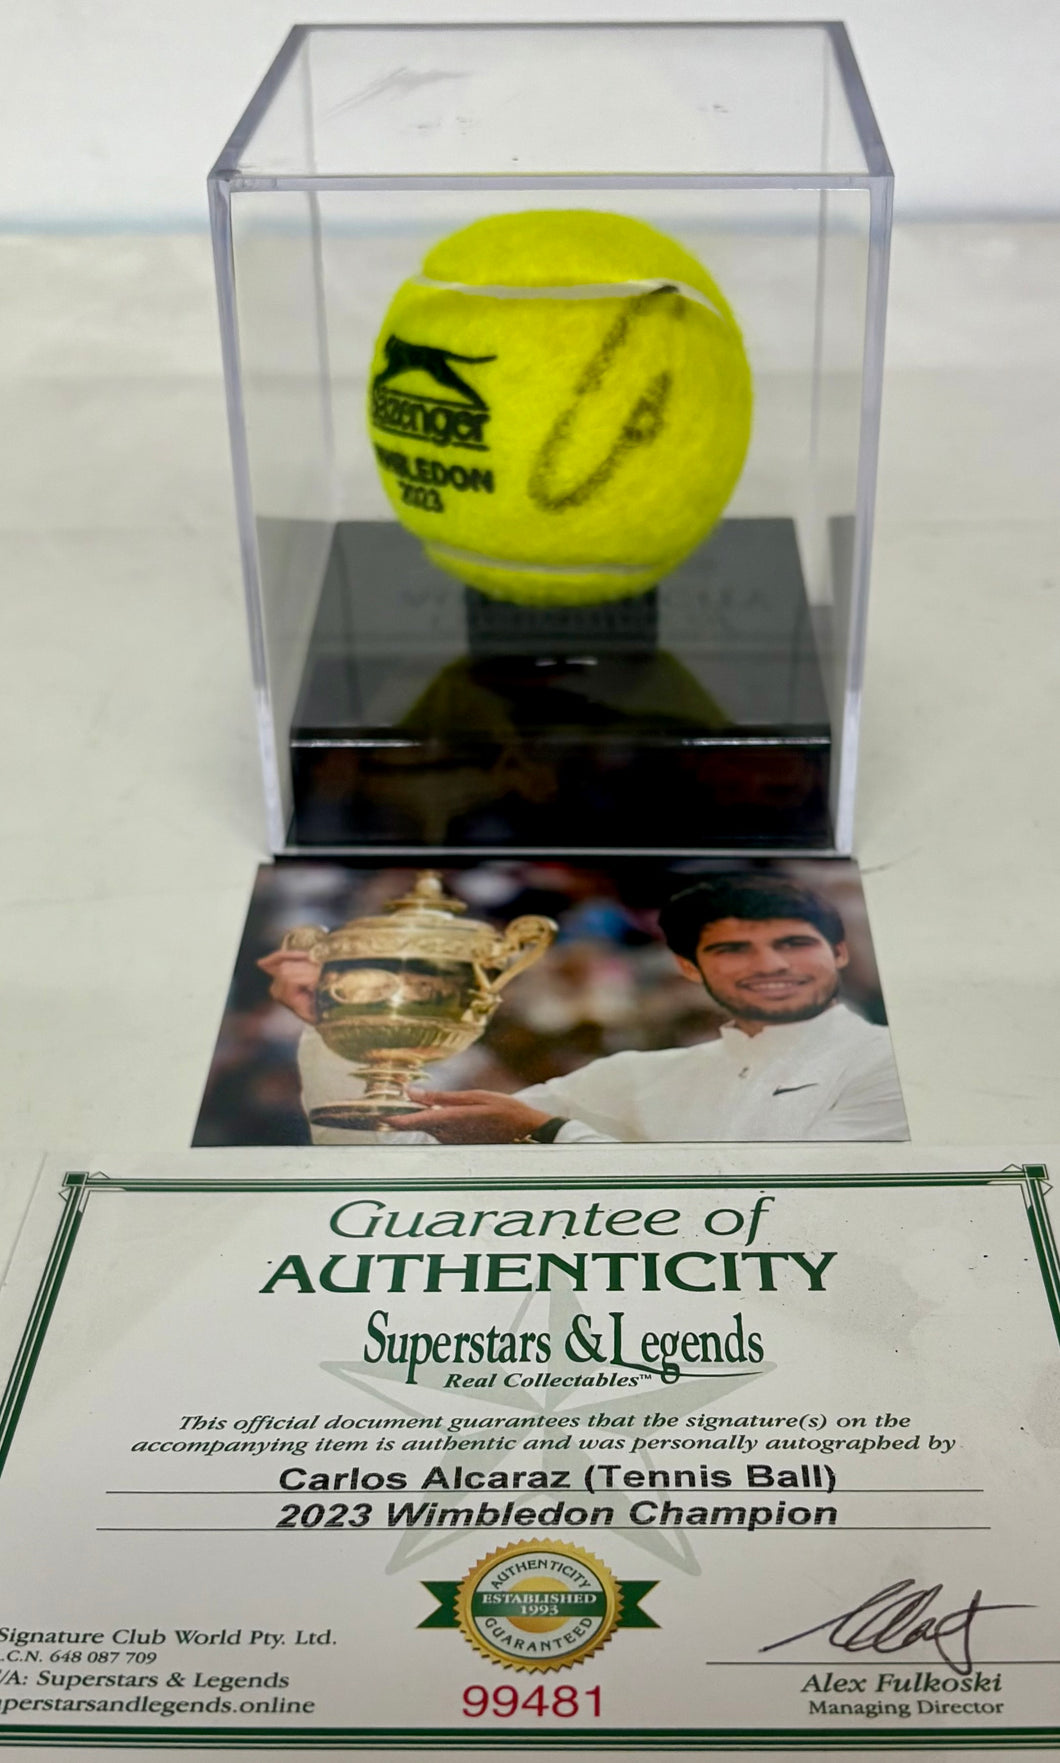 Slazenger
WIMBLEDON
2023
Guarantee of
AUTHENTICITY
Superstars & Legends
Real Collectables™
This official document guarantees that the signature(s) on the
accompanying item is authentic and was personally autographed by
Carlos Alcaraz (Tennis Ball)
2023 Wimbledon Champion
AUTHENTICITY
ESTABLISHED
1993
GUARANTEED
Signature Club World Pty. Ltd.
.C.N. 648 087 709
/A: Superstars & Legends
perstarsandlegends.online
99481
Alex Fulkoski
Managing Director